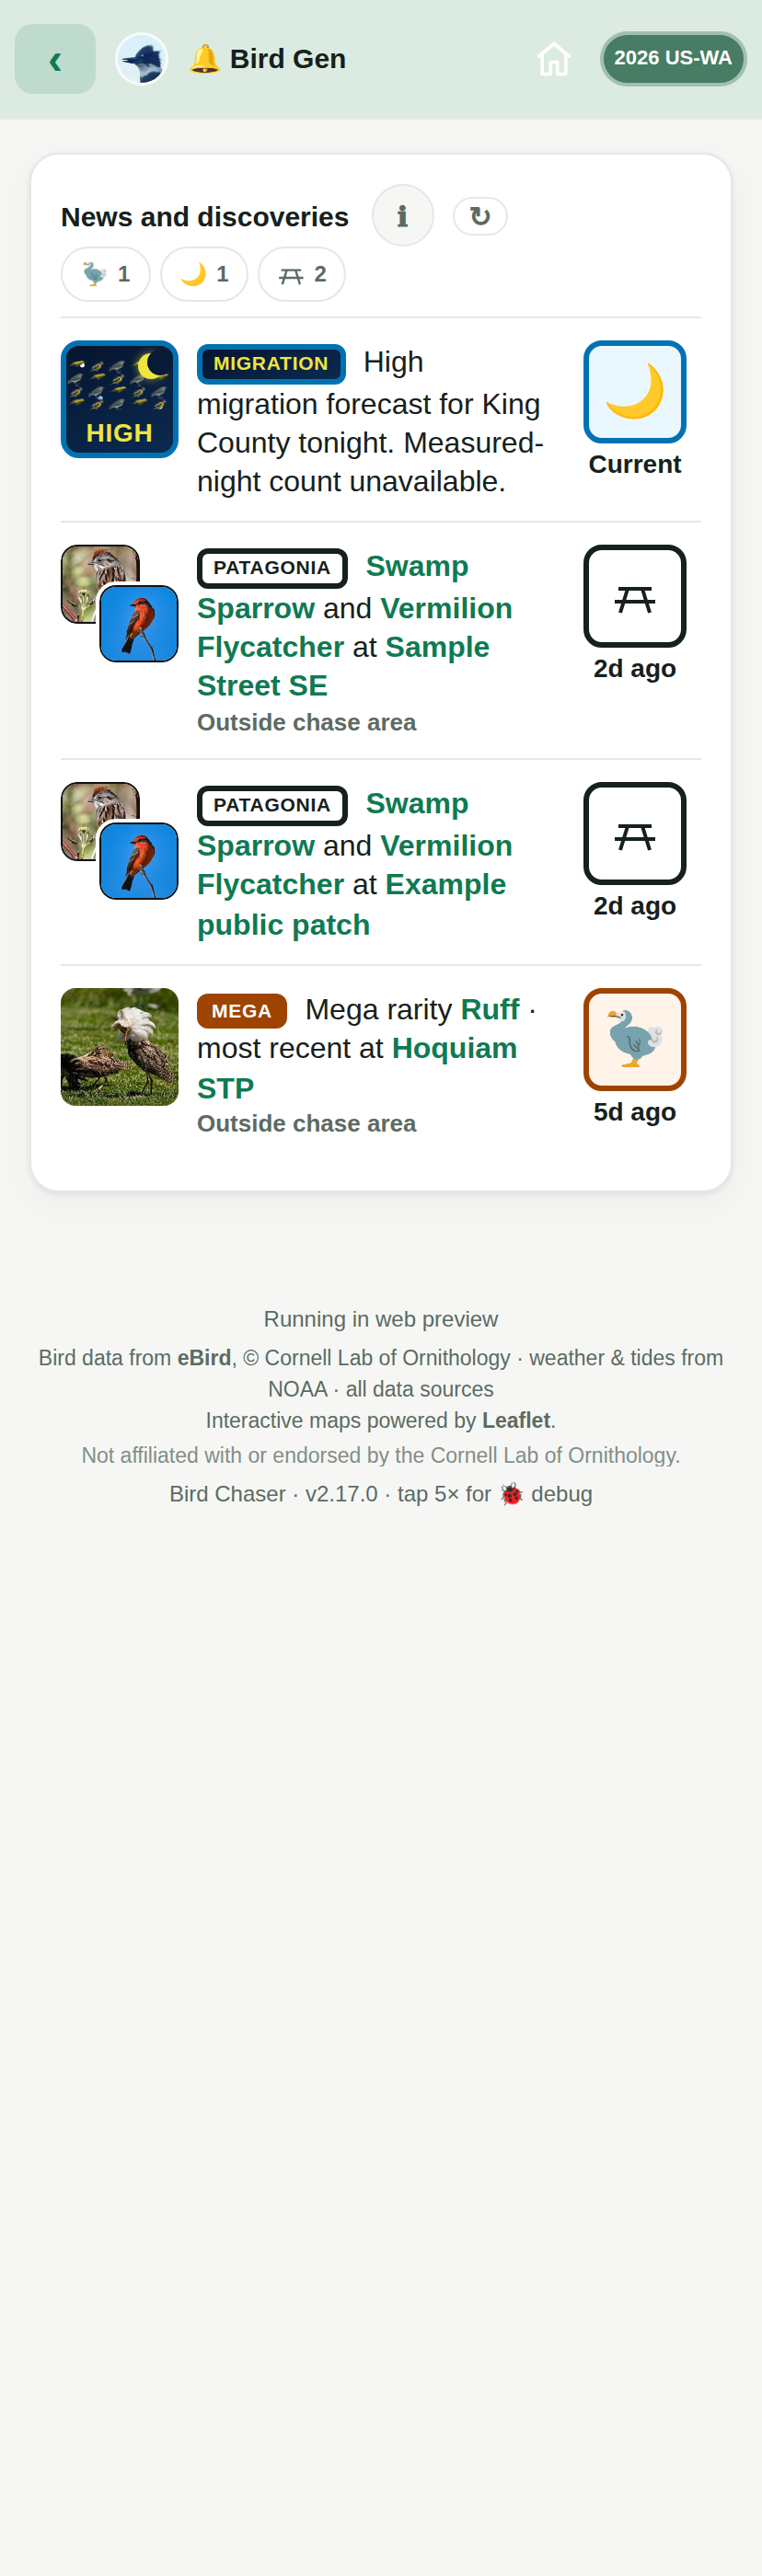 ‹ 🔔 Bird Gen 2026 US-WA
News and discoveries ℹ ↻
🦤 1 🌙 1 2
HIGH
MIGRATION High
migration forecast for King
County tonight. Measured-
night count unavailable.
🌙
Current
PATAGONIA Swamp
Sparrow and Vermilion
Flycatcher at Sample
Street SE
Outside chase area
2d ago
PATAGONIA Swamp
Sparrow and Vermilion
Flycatcher at Example
public patch
2d ago
MEGA Mega rarity Ruff ·
most recent at Hoquiam
STP
Outside chase area
🦤
5d ago
Running in web preview
Bird data from eBird, © Cornell Lab of Ornithology · weather & tides from
NOAA · all data sources
Interactive maps powered by Leaflet.
Not affiliated with or endorsed by the Cornell Lab of Ornithology.
Bird Chaser · v2.17.0 · tap 5× for 🐞 debug